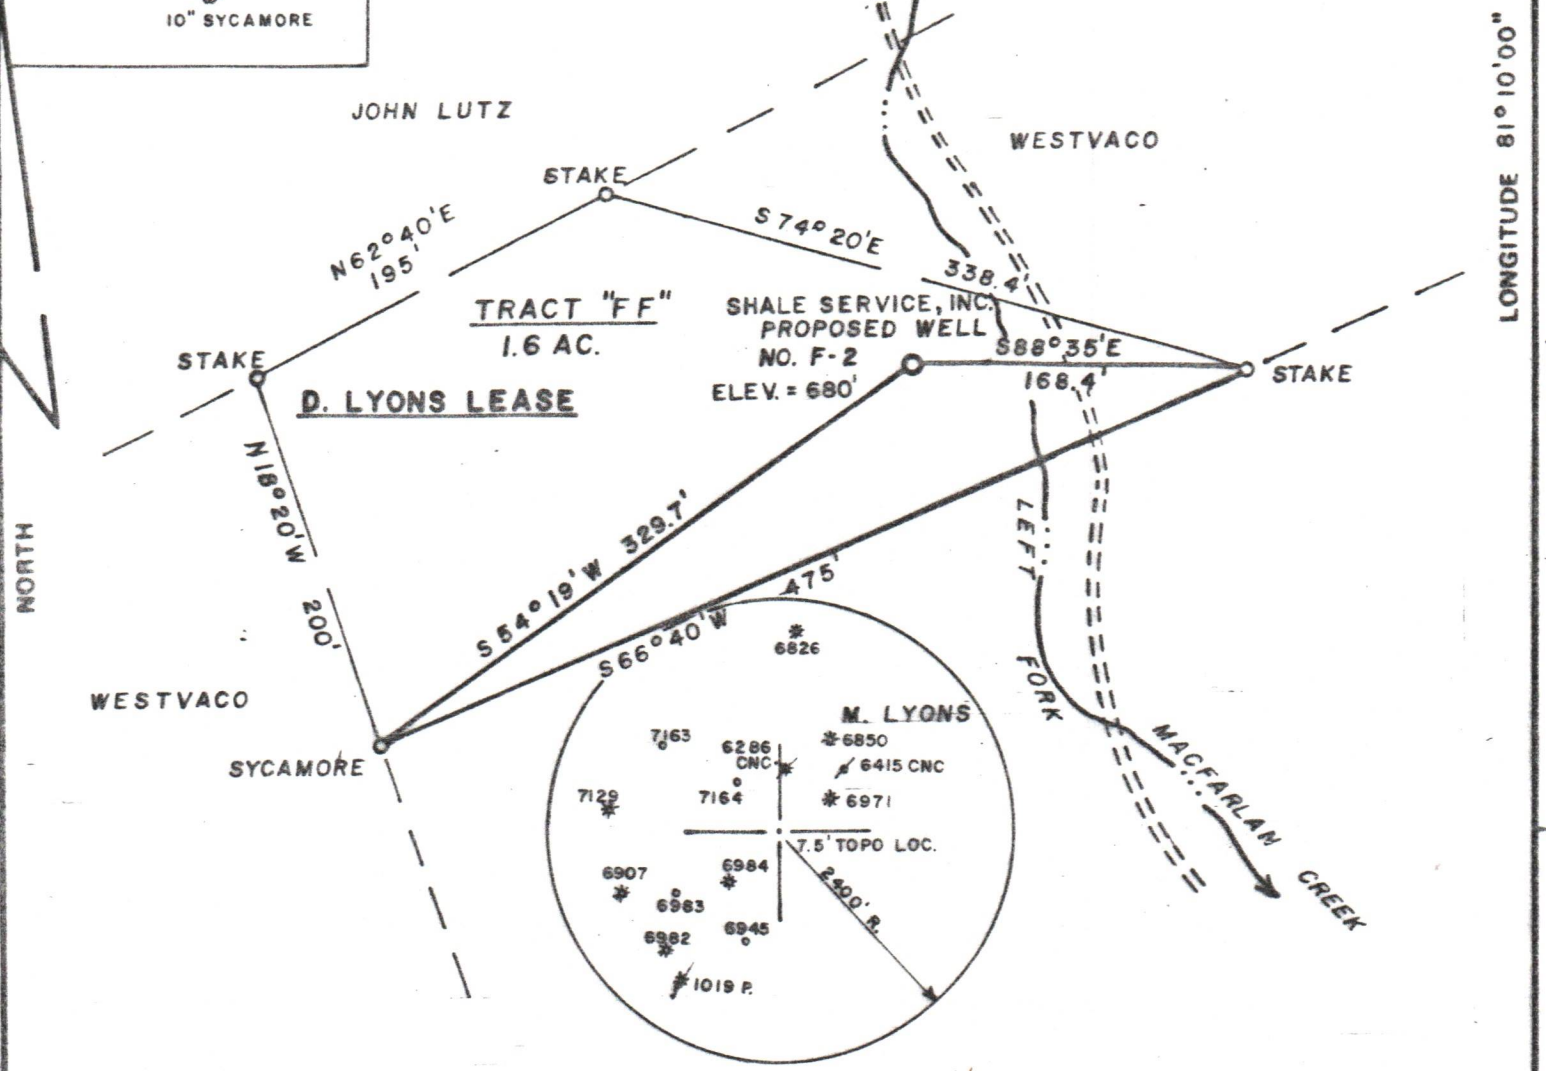 10" SYCAMORE
JOHN LUTZ
WESTVACO
LONGITUDE 81°10'00"
STAKE
N62°40'E
195'
S74°20'E
338.4'
TRACT "FF"
1.6 AC.
SHALE SERVICE, INC.
PROPOSED WELL
NO. F-2
ELEV. = 680'
S88°35'E
168.4'
STAKE
STAKE
D. LYONS LEASE
N18°20'W 200'
NORTH
S54°19'W 329.7'
S66°40'W 475'
LEFT FORK MACFARLAN CREEK
WESTVACO
SYCAMORE
6826
M. LYONS
7163
6286
CNC
6850
6415 CNC
7129
7164
6971
7.5' TOPO LOC.
6907
6984
6983
2400' R.
6982
6945
1019 P.